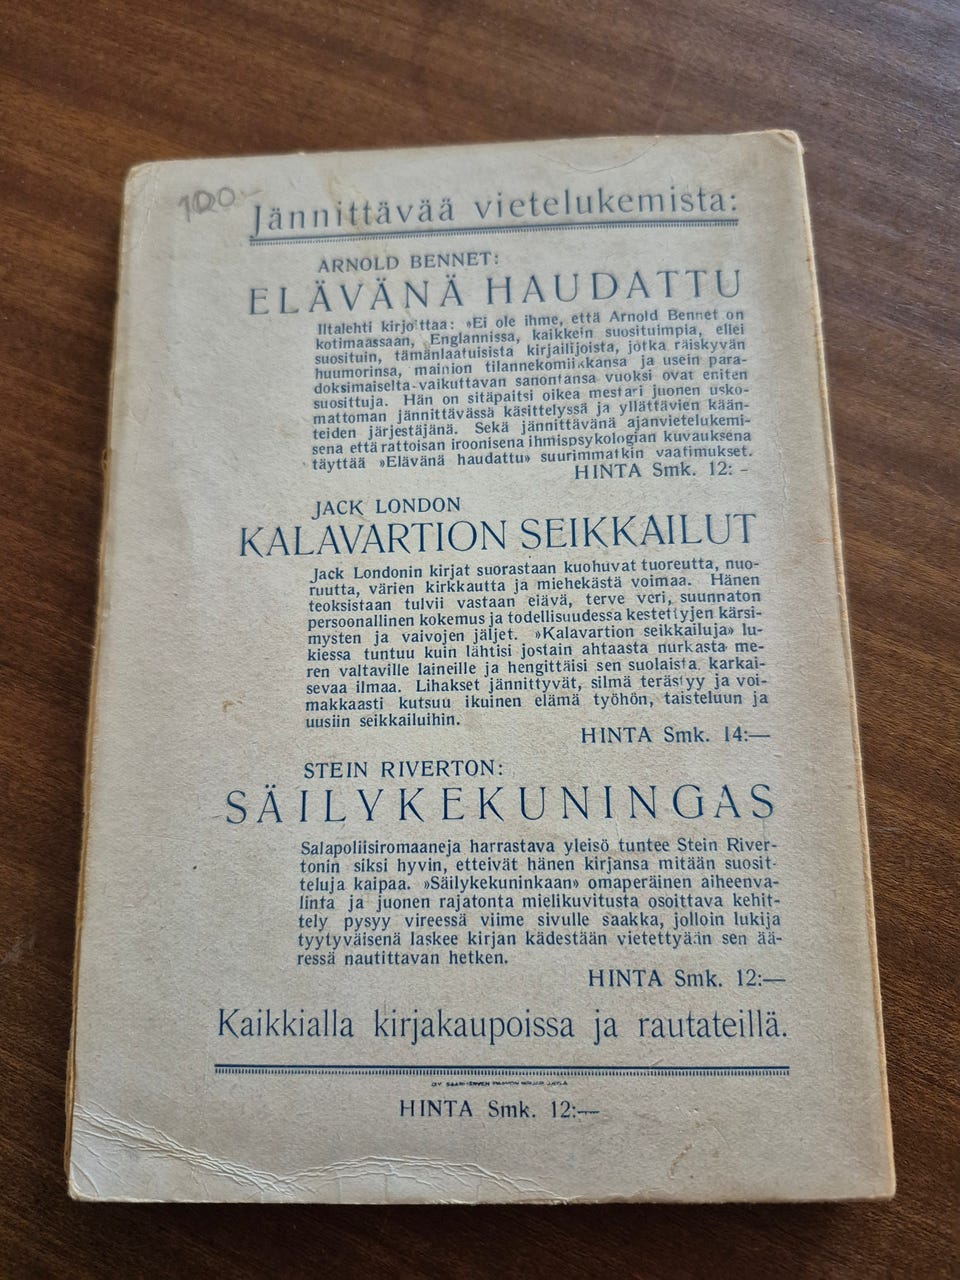 100.-
Jännittävää vietelukemista:
ARNOLD BENNET:
ELÄVÄNÄ HAUDATTU
Iltalehti kirjoittaa: »Ei ole ihme, että Arnold Bennet on
kotimaassaan, Englannissa, kaikkein suosituimpia, ellei
suosituin, tämänlaatuisista kirjailijoista, jotka räiskyvän
huumorinsa, mainion tilannekomiikkansa ja usein para-
doksimaiselta-vaikuttavan sanontansa vuoksi ovat eniten
suosittuja. Hän on sitäpaitsi oikea mestari juonen usko-
mattoman jännittävässä käsittelyssä ja yllättävien kään-
teiden järjestäjänä. Sekä jännittävänä ajanvietelukemi-
sena että rattoisan iroonisena ihmispsykologian kuvauksena
täyttää »Elävänä haudattu» suurimmatkin vaatimukset.
HINTA Smk. 12: -
JACK LONDON
KALAVARTION SEIKKAILUT
Jack Londonin kirjat suorastaan kuohuvat tuoreutta, nuo-
ruutta, värien kirkkautta ja miehekästä voimaa. Hänen
teoksistaan tulvii vastaan elävä, terve veri, suunnaton
persoonallinen kokemus ja todellisuudessa kestettyjen kärsi-
mysten ja vaivojen jäljet. »Kalavartion seikkailuja» lu-
kiessa tuntuu kuin lähtisi jostain ahtaasta nurkasta me-
ren valtaville laineille ja hengittäisi sen suolaista, karkai-
sevaa ilmaa. Lihakset jännittyvät, silmä terästyy ja voi-
makkaasti kutsuu ikuinen elämä työhön, taisteluun ja
uusiin seikkailuihin.
HINTA Smk. 14:—
STEIN RIVERTON:
SÄILYKEKUNINGAS
Salapoliisiromaaneja harrastava yleisö tuntee Stein River-
tonin siksi hyvin, etteivät hänen kirjansa mitään suosit-
teluja kaipaa. »Säilykekuninkaan» omaperäinen aiheenva-
linta ja juonen rajatonta mielikuvitusta osoittava kehit-
tely pysyy vireessä viime sivulle saakka, jolloin lukija
tyytyväisenä laskee kirjan kädestään vietettyään sen ää-
ressä nautittavan hetken.
HINTA Smk. 12:—
Kaikkialla kirjakaupoissa ja rautateillä.
HINTA Smk. 12:—